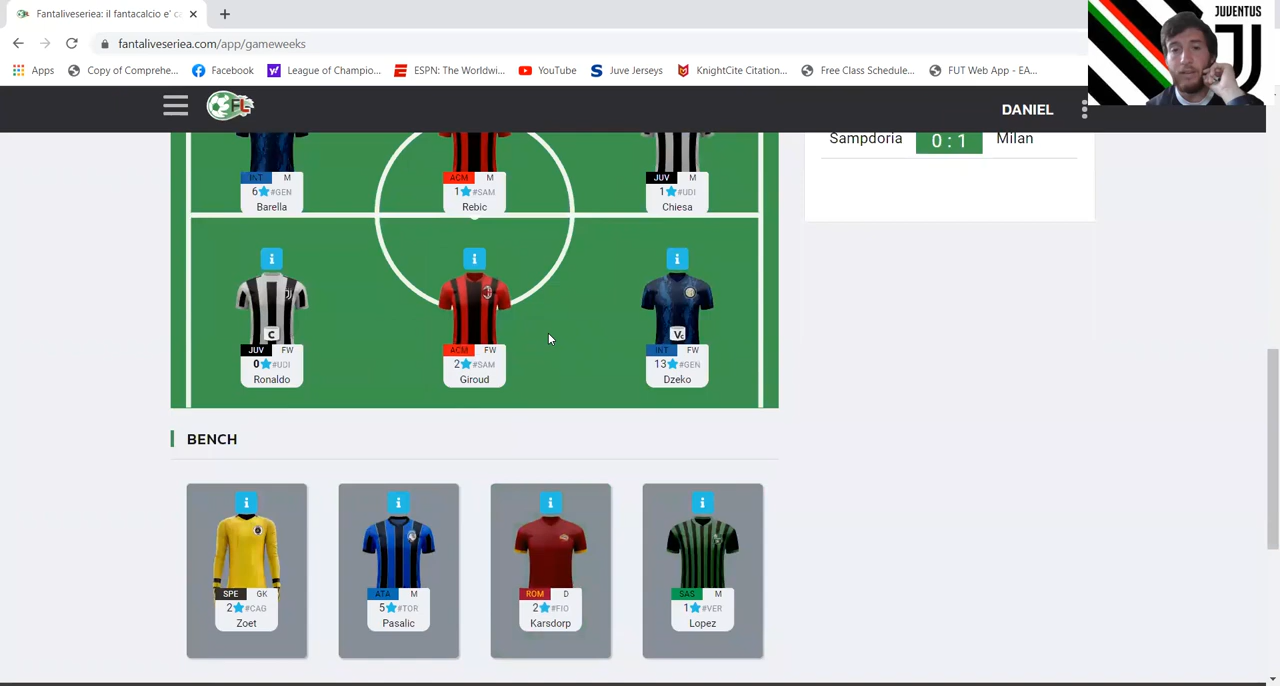 Fantaliveseriea: il fantacalcio e' ca
fantaliveseriea.com/app/gameweeks
Apps Copy of Comprehe... Facebook League of Champio... ESPN: The Worldwi... YouTube Juve Jerseys KnightCite Citation... Free Class Schedule... FUT Web App - EA...
JUVENTUS
FL
DANIEL
Sampdoria 0 : 1 Milan
INT M
6 #GEN
Barella
ACM M
1 #SAM
Rebic
JUV M
1 #UDI
Chiesa
C
JUV FW
0 #UDI
Ronaldo
ACM FW
2 #SAM
Giroud
Vc
INT FW
13 #GEN
Dzeko
BENCH
SPE GK
2 #CAG
Zoet
ATA M
5 #TOR
Pasalic
ROM D
2 #FIO
Karsdorp
SAS M
1 #VER
Lopez